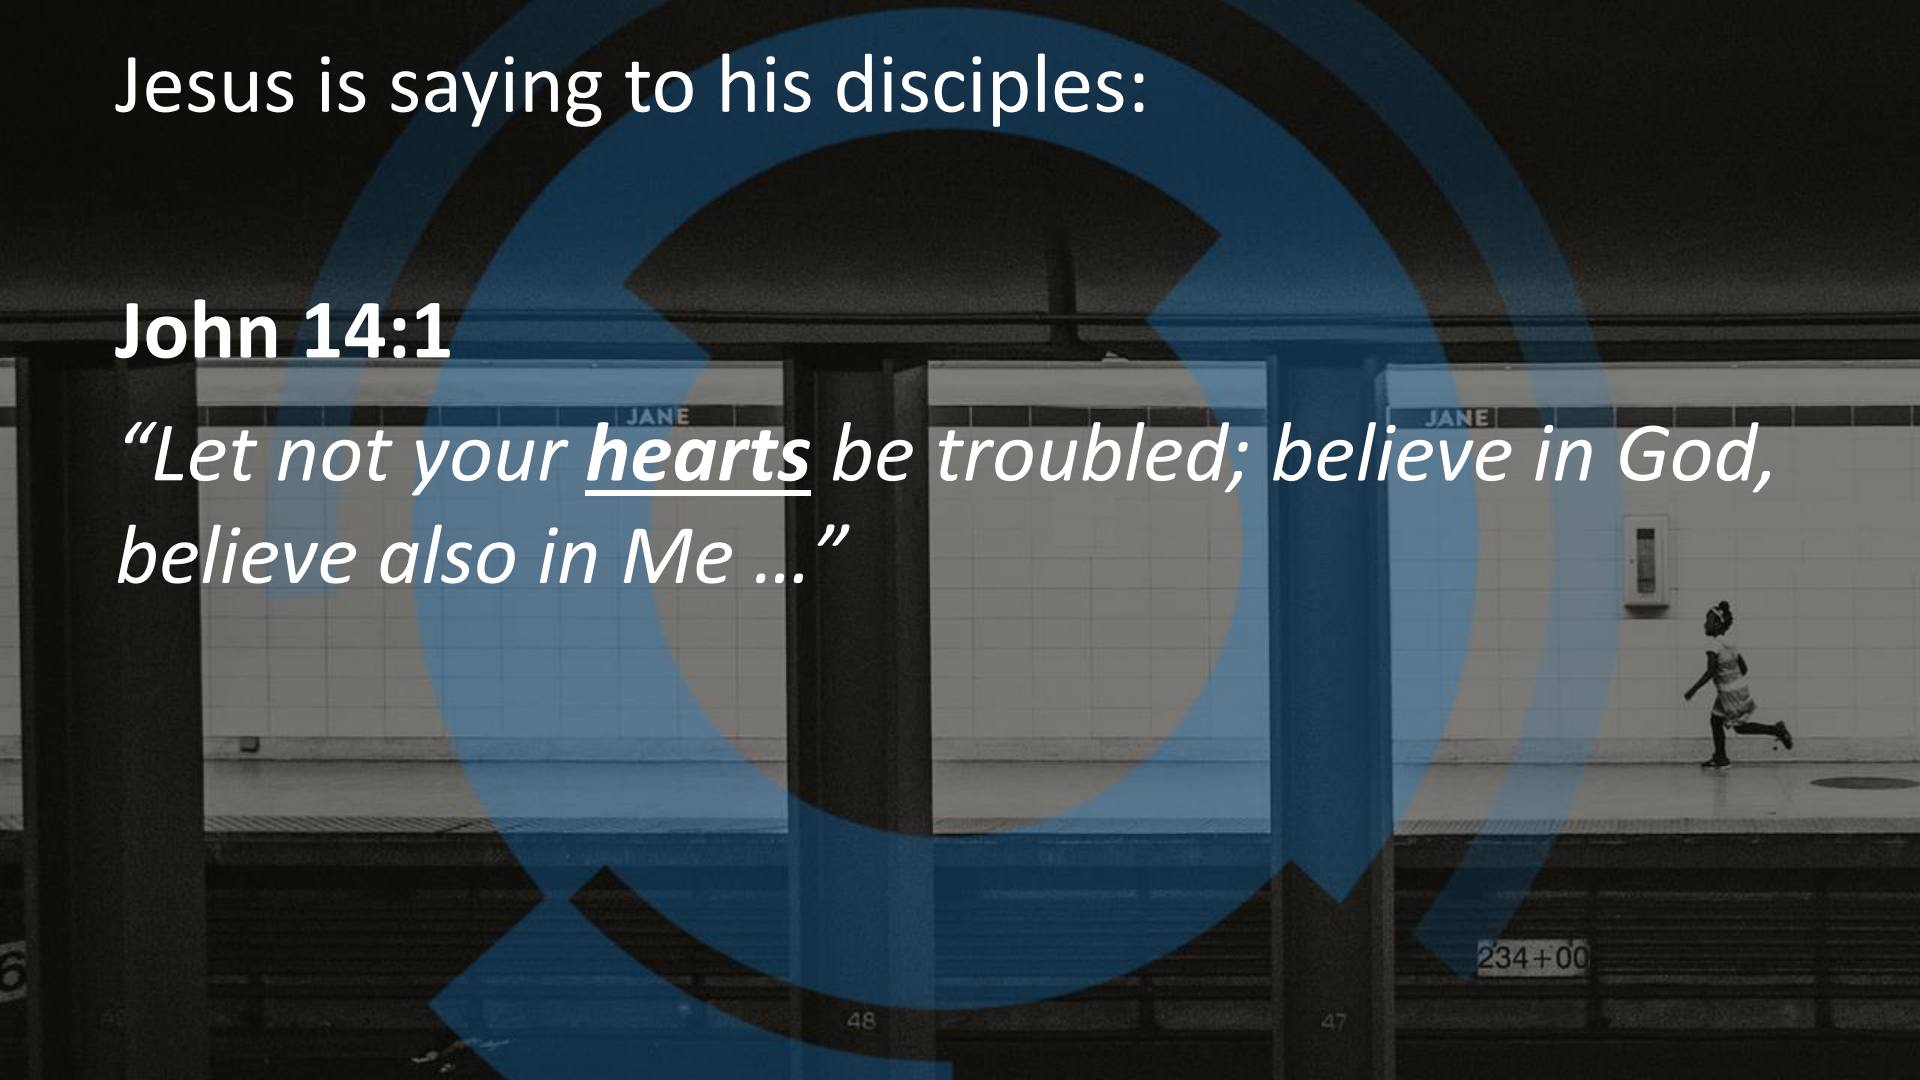 Jesus is saying to his disciples:
John 14:1
JANE
JANE
“Let not your hearts be troubled; believe in God,
believe also in Me …”
234+00
6
48
47